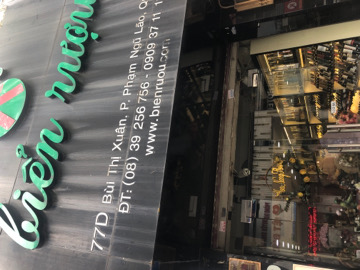 biển rượu
77D Bùi Thị Xuân, P. Phạm Ngũ Lão, Q
ĐT: (08) 39 256 756 - 0909 37 11 1
www.bienruou.com